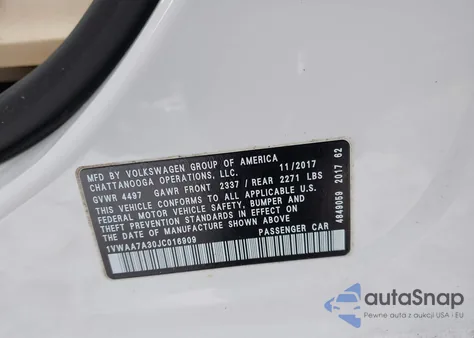 MFD BY VOLKSWAGEN GROUP OF AMERICA
CHATTANOOGA OPERATIONS, LLC. 11/2017
GVWR 4497 GAWR FRONT 2337 / REAR 2271 LBS
THIS VEHICLE CONFORMS TO ALL APPLICABLE
FEDERAL MOTOR VEHICLE SAFETY, BUMPER AND
THEFT PREVENTION STANDARDS IN EFFECT ON
THE DATE OF MANUFACTURE SHOWN ABOVE
1VWAA7A30JC016909 PASSENGER CAR
4849059 2017 62
autoSnap
Pewne auta z aukcji USA i EU